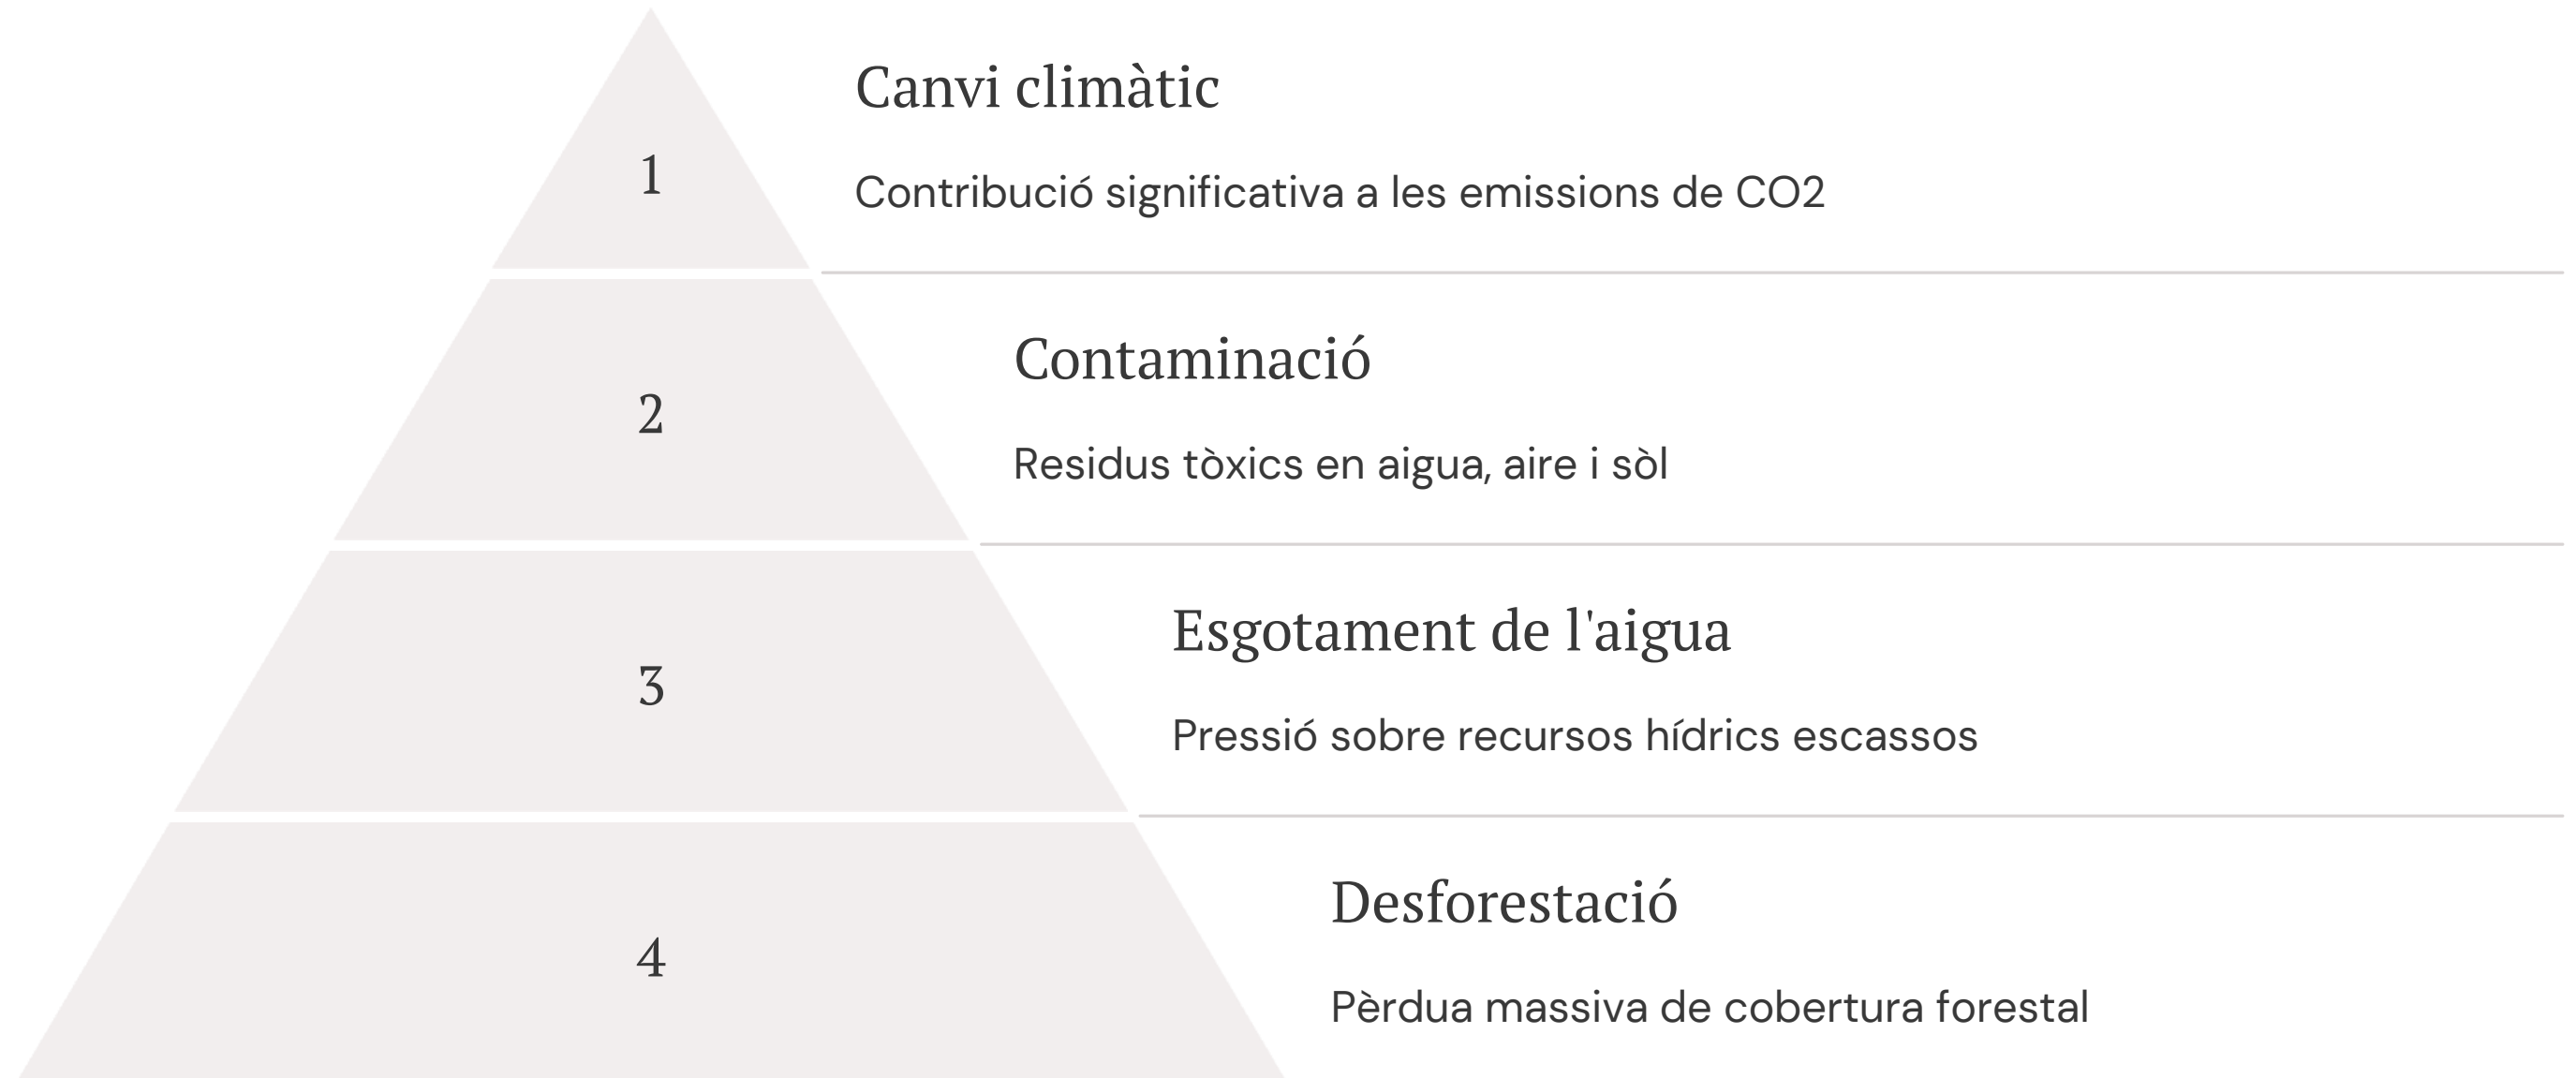 1
Canvi climàtic
Contribució significativa a les emissions de CO2
2
Contaminació
Residus tòxics en aigua, aire i sòl
3
Esgotament de l'aigua
Pressió sobre recursos hídrics escassos
4
Desforestació
Pèrdua massiva de cobertura forestal